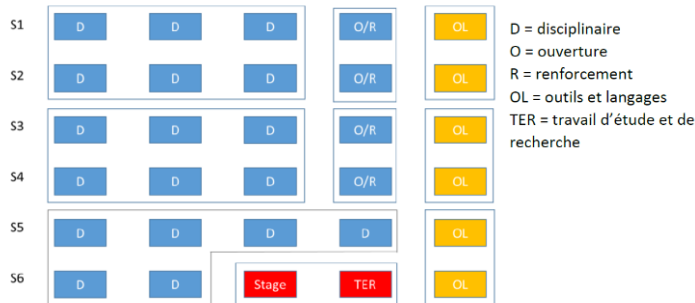 S1 D D D O/R OL
S2 D D D O/R OL
S3 D D D O/R OL
S4 D D D O/R OL
S5 D D D D OL
S6 D D Stage TER OL
D = disciplinaire
O = ouverture
R = renforcement
OL = outils et langages
TER = travail d'étude et de
recherche